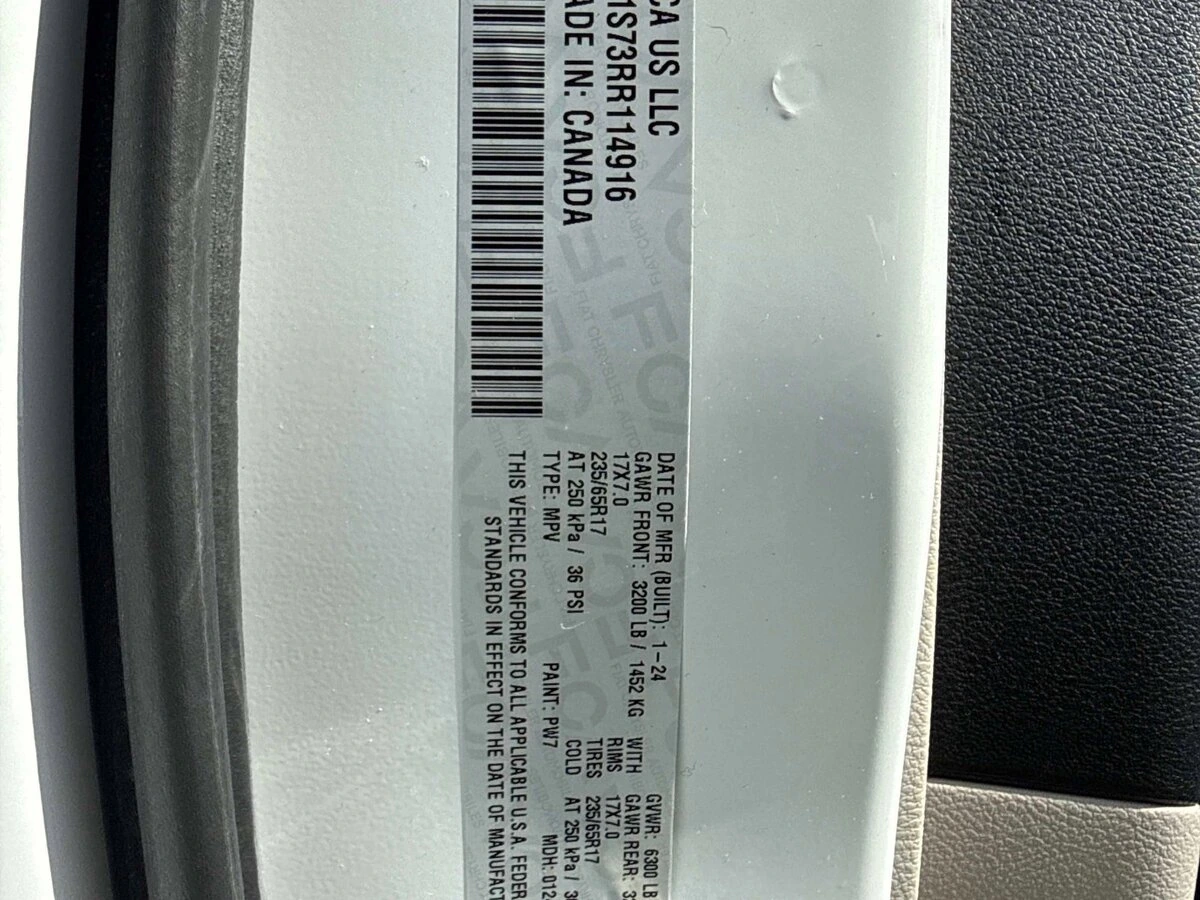 CA US LLC
1S73RR114916
ADE IN: CANADA
DATE OF MFR (BUILT): 1-24 GVWR: 6300 LB
GAWR FRONT: 3200 LB / 1452 KG WITH GAWR REAR:
17X7.0 RIMS 17X7.0
235/65R17 TIRES 235/65R17
AT 250 kPa / 36 PSI COLD AT 250 kPa /
TYPE: MPV PAINT: PW7 MDH: 012
THIS VEHICLE CONFORMS TO ALL APPLICABLE U.S.A. FEDER
STANDARDS IN EFFECT ON THE DATE OF MANUFACT